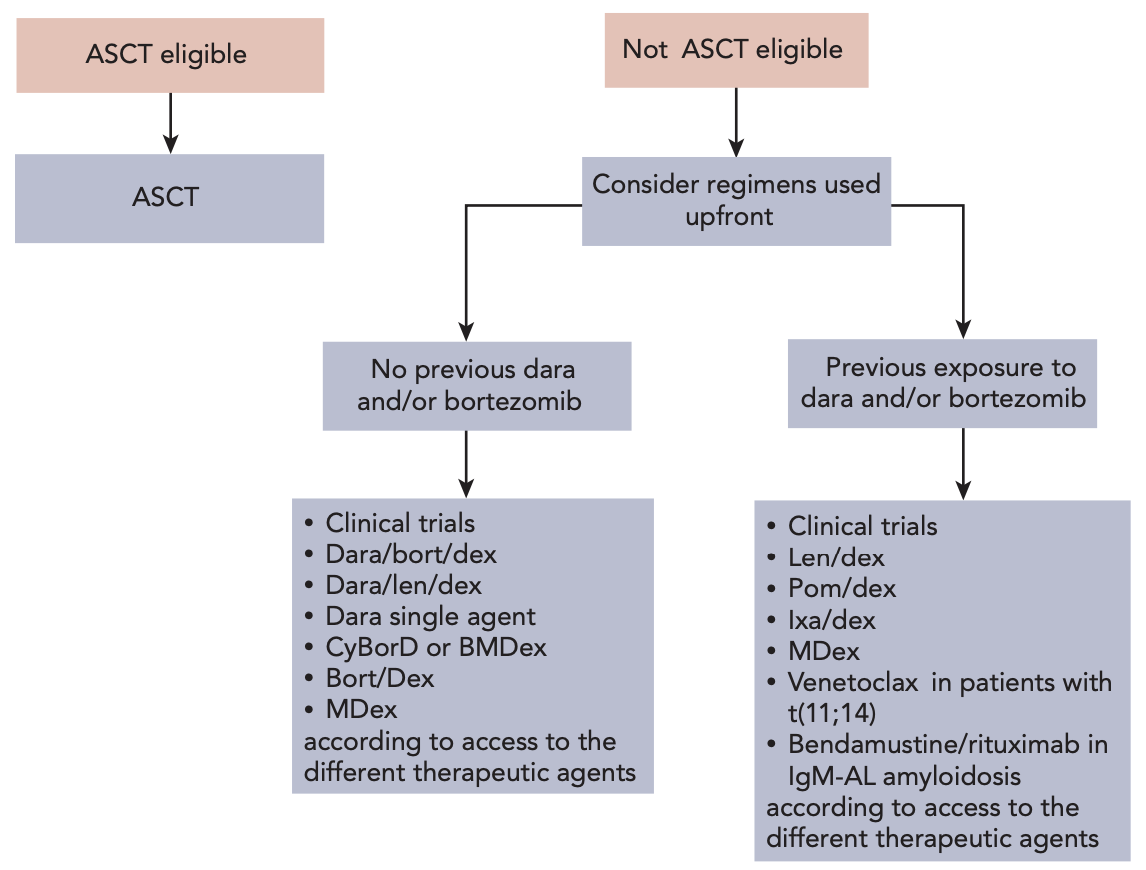 ASCT eligible
ASCT
Not ASCT eligible
Consider regimens used
upfront
No previous dara
and/or bortezomib
• Clinical trials
• Dara/bort/dex
• Dara/len/dex
• Dara single agent
• CyBorD or BMDex
• Bort/Dex
• MDex
according to access to the
different therapeutic agents
Previous exposure to
dara and/or bortezomib
• Clinical trials
• Len/dex
• Pom/dex
• Ixa/dex
• MDex
• Venetoclax in patients with
t(11;14)
• Bendamustine/rituximab in
IgM-AL amyloidosis
according to access to the
different therapeutic agents